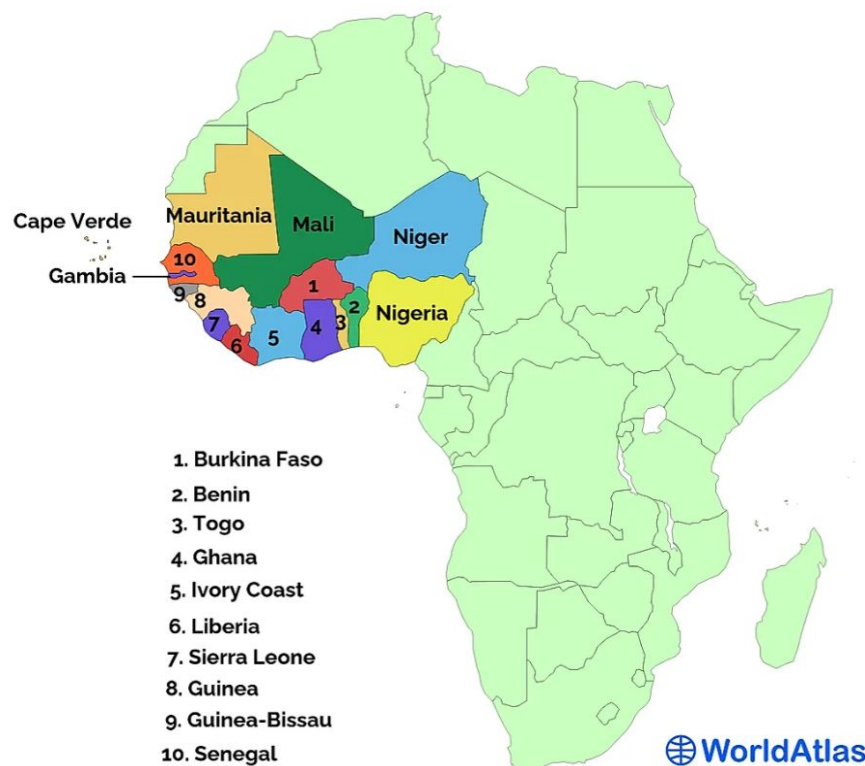 Mauritania
Mali
Niger
Cape Verde
Gambia
10
9
8
7
6
5
4
3
2
1
Nigeria
1. Burkina Faso
2. Benin
3. Togo
4. Ghana
5. Ivory Coast
6. Liberia
7. Sierra Leone
8. Guinea
9. Guinea-Bissau
10. Senegal
WorldAtlas